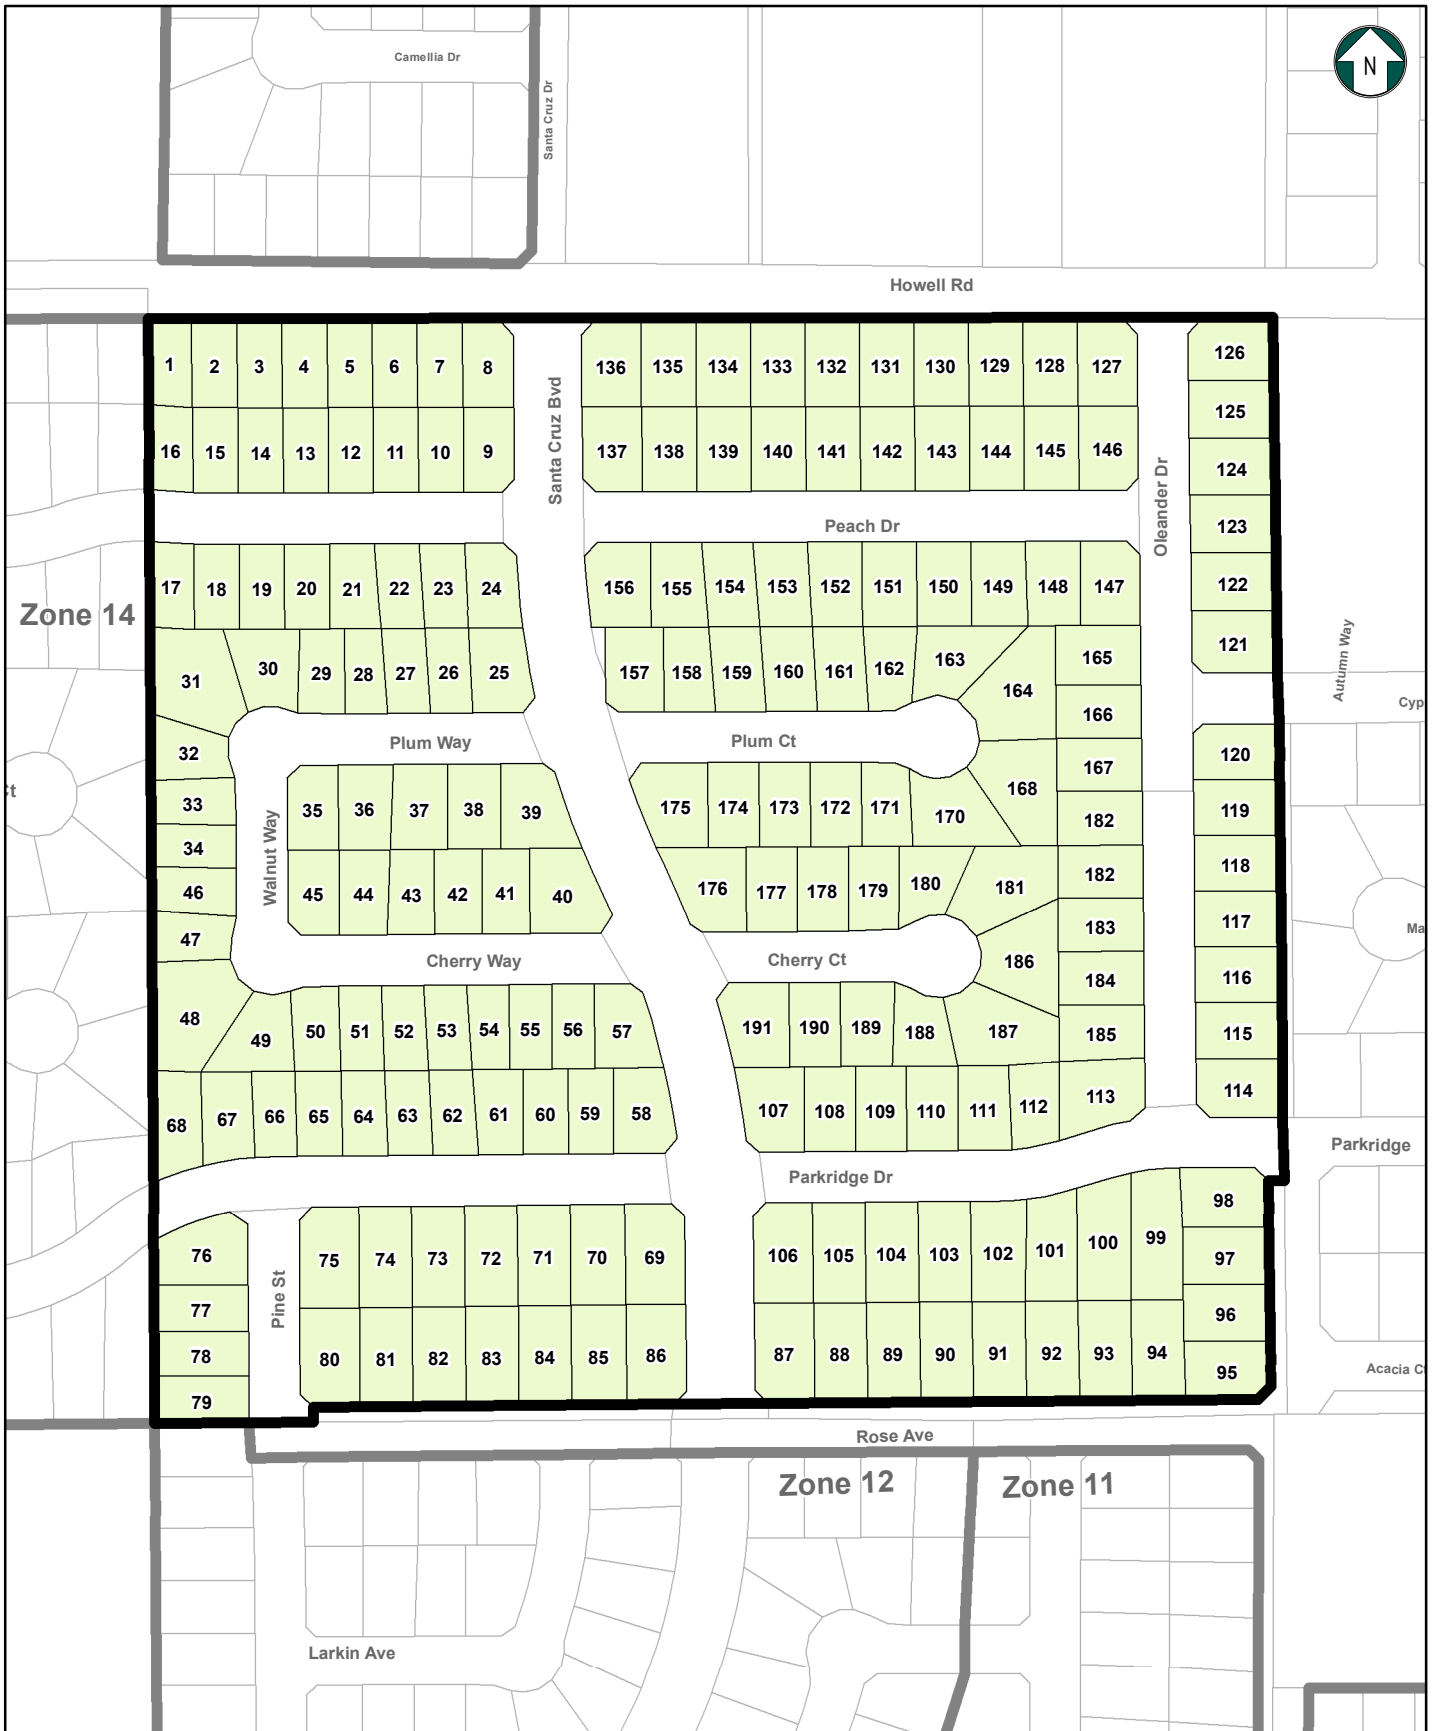 Camellia Dr
Santa Cruz Dr
N
Howell Rd
1 2 3 4 5 6 7 8
136 135 134 133 132 131 130 129 128 127
126
125
16 15 14 13 12 11 10 9
Santa Cruz Bvd
137 138 139 140 141 142 143 144 145 146
124
Oleander Dr
Peach Dr
123
17 18 19 20 21 22 23 24
156 155 154 153 152 151 150 149 148 147
122
Zone 14
121
Autumn Way
31 30 29 28 27 26 25
157 158 159 160 161 162 163 164 165
166
Cyp
32
Plum Way
Plum Ct
120
167
ct
33
34
Walnut Way
35 36 37 38 39
175 174 173 172 171 170 168
182
119
118
46
45 44 43 42 41 40
176 177 178 179 180 181
182
117
47
183
Ma
Cherry Way
Cherry Ct
186
184
116
48 49 50 51 52 53 54 55 56 57
191 190 189 188 187
185
115
68 67 66 65 64 63 62 61 60 59 58
107 108 109 110 111 112 113
114
Parkridge
Parkridge Dr
98
76
75 74 73 72 71 70 69
106 105 104 103 102 101 100 99
97
77
Pine St
96
78
80 81 82 83 84 85 86
87 88 89 90 91 92 93 94
95
Acacia C
79
Rose Ave
Zone 12
Zone 11
Larkin Ave